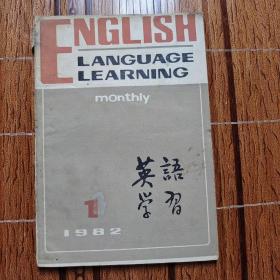 ENGLISH
LANGUAGE
LEARNING
monthly
英語
学習
1
1982